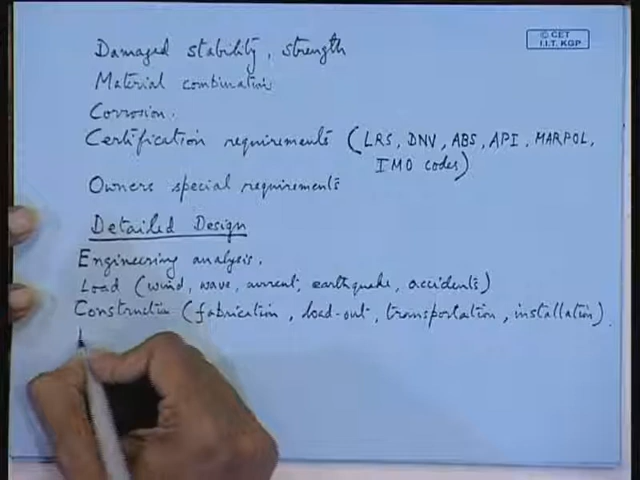 © CET
I.I.T. KGP
Damaged stability, strength
Material combination
Corrosion.
Certification requirements (LRS, DNV, ABS, API, MARPOL,
IMO codes)
Owners special requirements
Detailed Design
Engineering analysis.
Load (wind, wave, current, earthquake, accidents)
Construction (fabrication, load-out, transportation, installation).